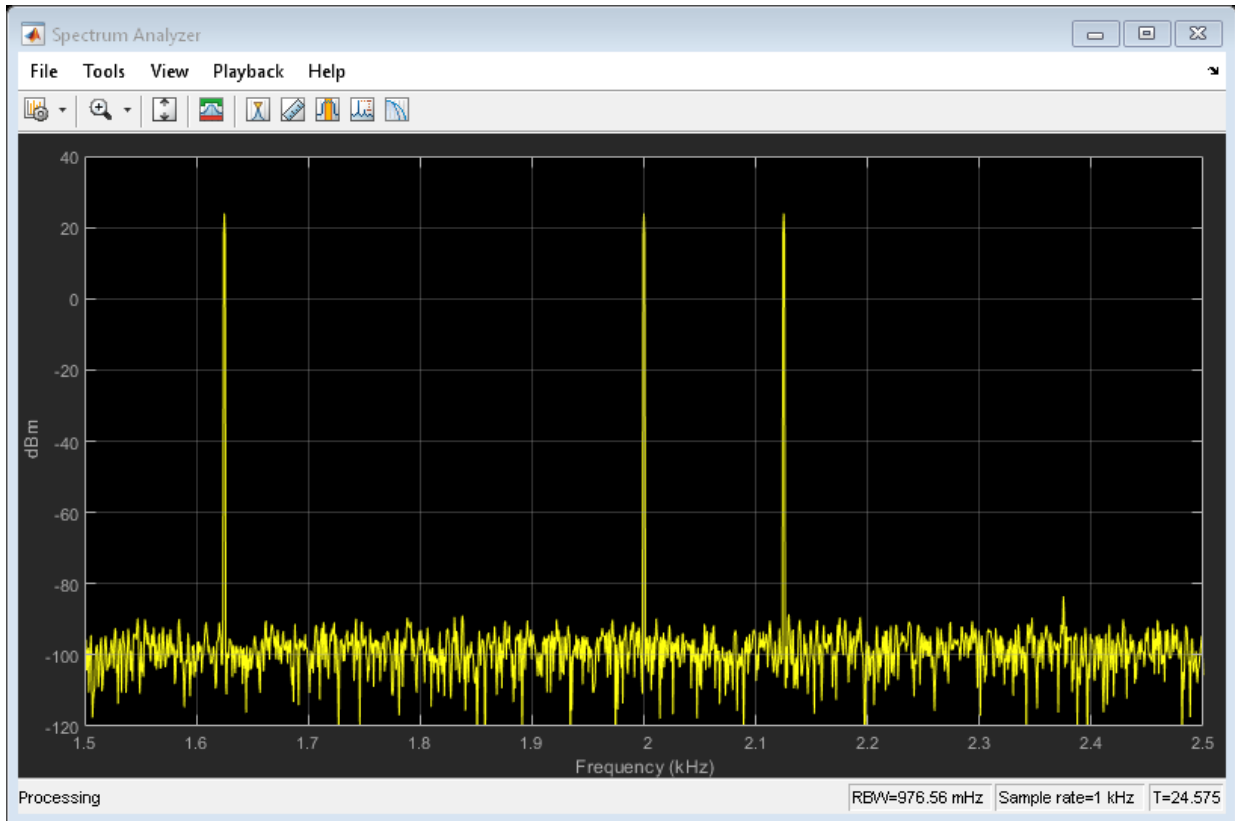 Spectrum Analyzer
File Tools View Playback Help
40
20
0
-20
-40
-60
-80
-100
-120
dBm
1.5 1.6 1.7 1.8 1.9 2 2.1 2.2 2.3 2.4 2.5
Frequency (kHz)
Processing RBW=976.56 mHz Sample rate=1 kHz T=24.575